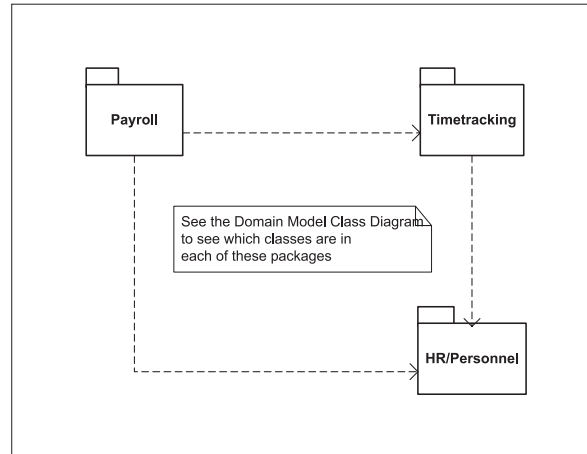 Payroll
Timetracking
See the Domain Model Class Diagram
to see which classes are in
each of these packages
HR/Personnel